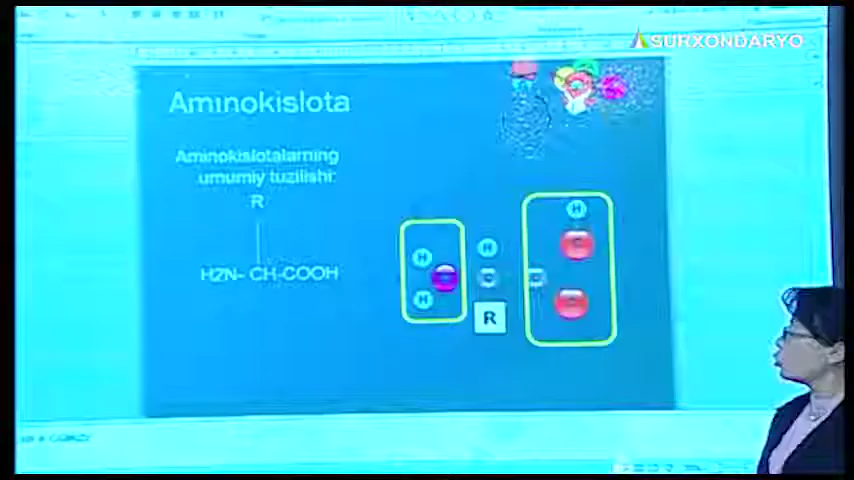 SURXONDARYO
Aminokislota
Aminokislotalarning
umumiy tuzilishi:
R
H2N- CH-COOH
H
H
H
C
H
C
R